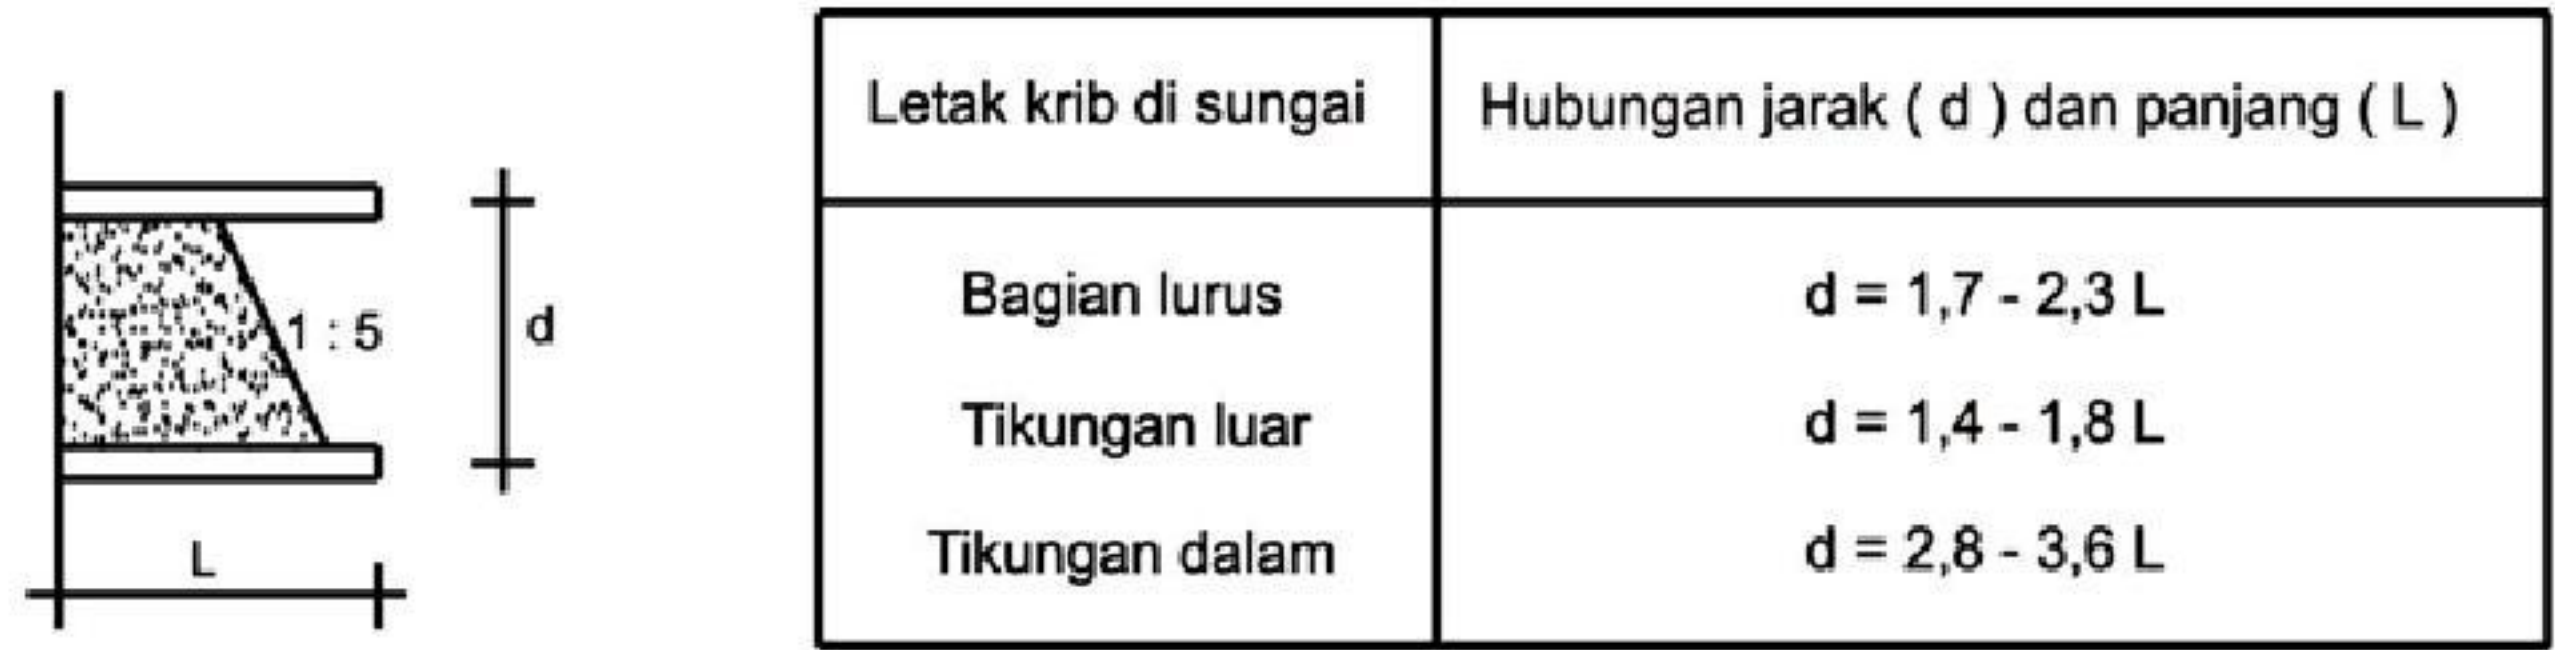 1 : 5
d
L
Letak krib di sungai
Hubungan jarak ( d ) dan panjang ( L )
Bagian lurus
d = 1,7 - 2,3 L
Tikungan luar
d = 1,4 - 1,8 L
Tikungan dalam
d = 2,8 - 3,6 L